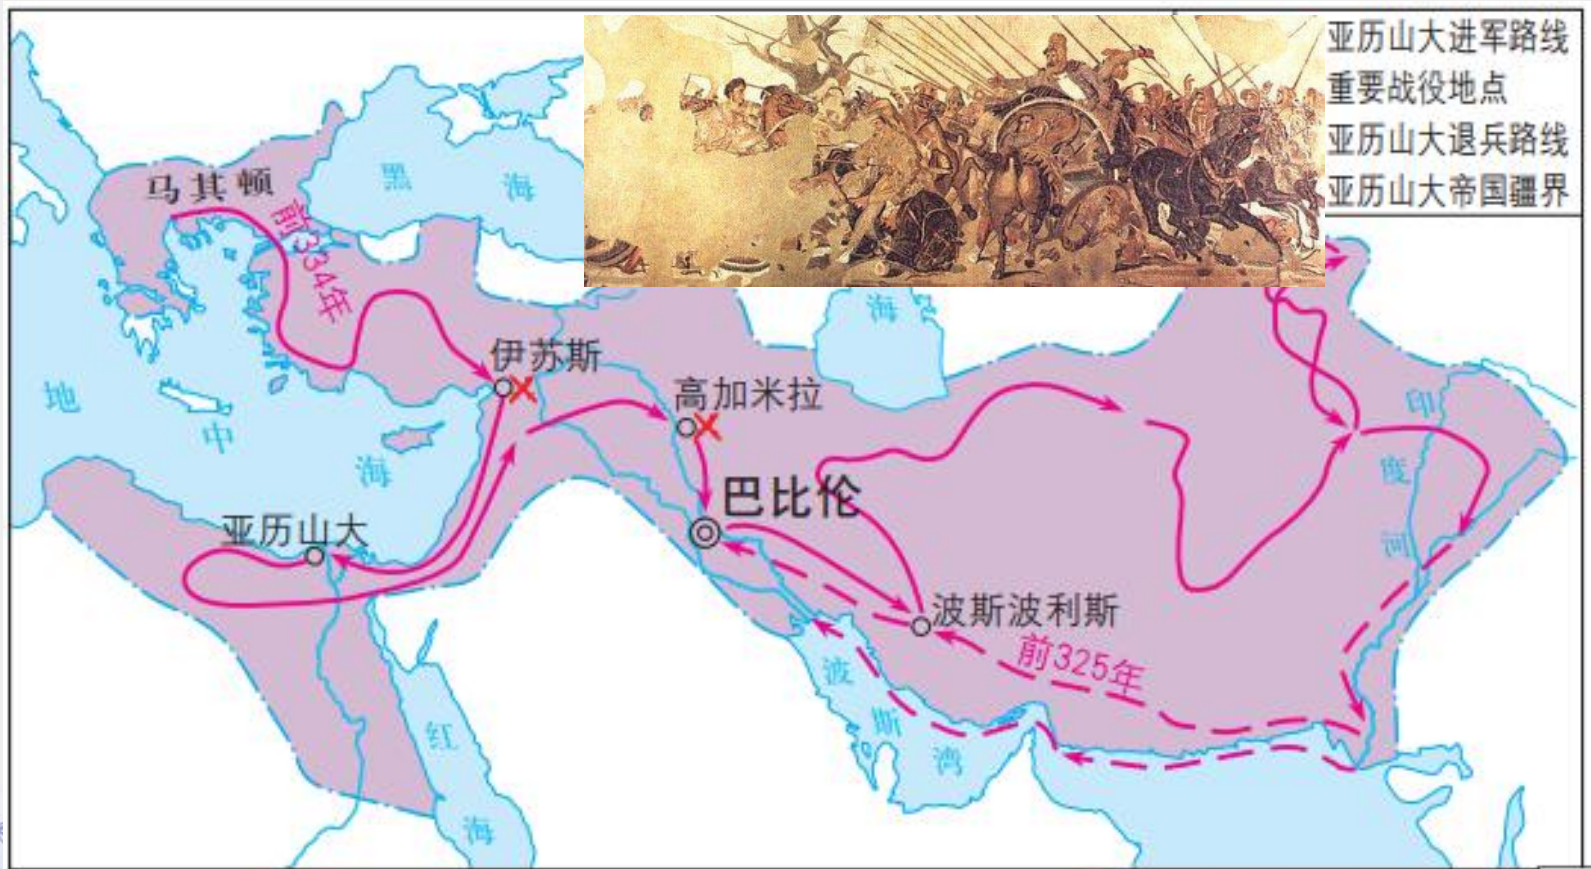 亚历山大进军路线
重要战役地点
亚历山大退兵路线
亚历山大帝国疆界
马其顿
黑海
前334年
海
伊苏斯
高加米拉
地中海
印度河
巴比伦
亚历山大
波斯波利斯
前325年
波斯湾
红海